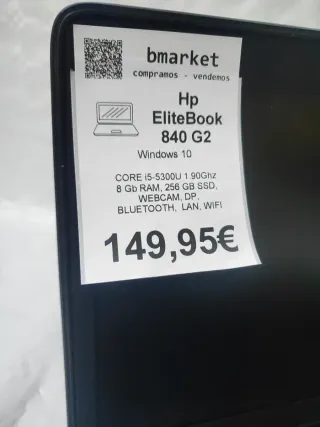 bmarket
compramos - vendemos
Hp
EliteBook
840 G2
Windows 10
CORE i5-5300U 1.90Ghz
8 Gb RAM, 256 GB SSD,
WEBCAM, DP,
BLUETOOTH, LAN, WIFI
149,95€